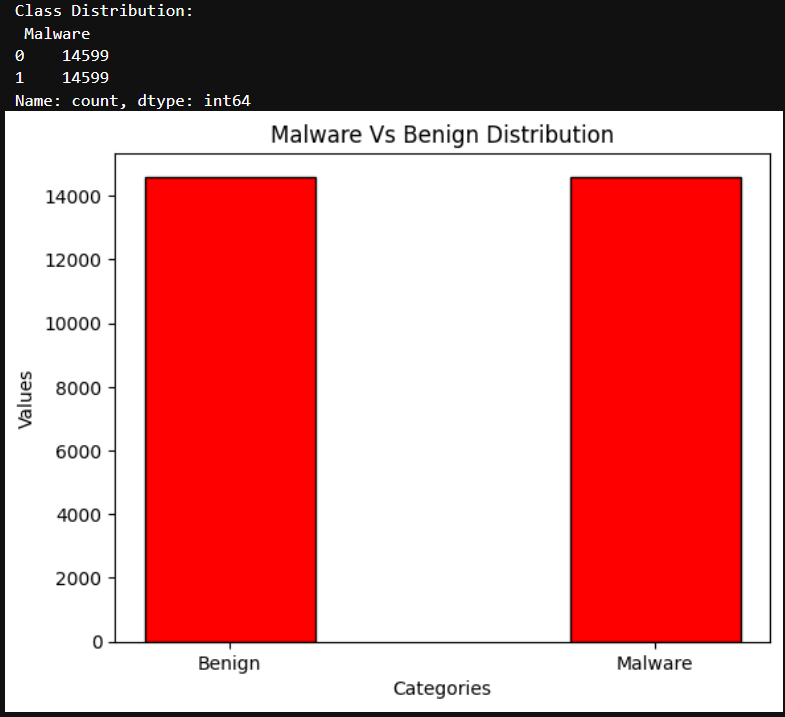 Class Distribution:
Malware
0    14599
1    14599
Name: count, dtype: int64
Malware Vs Benign Distribution
14000
12000
10000
8000
6000
4000
2000
0
Values
Benign
Malware
Categories